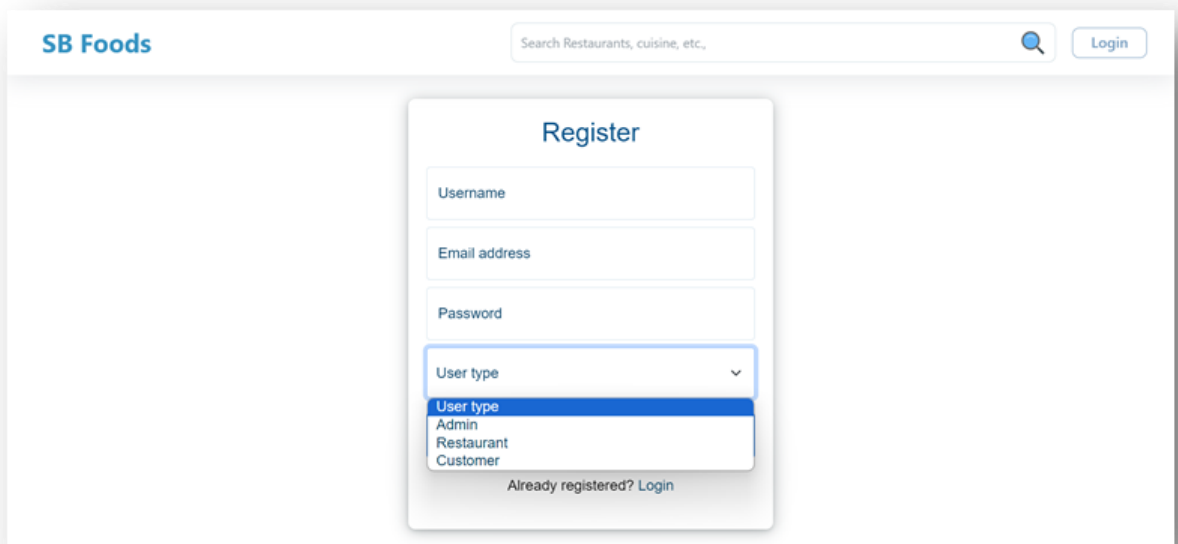 SB Foods
Search Restaurants, cuisine, etc.,
Login
Register
Username
Email address
Password
User type
User type
Admin
Restaurant
Customer
Already registered? Login